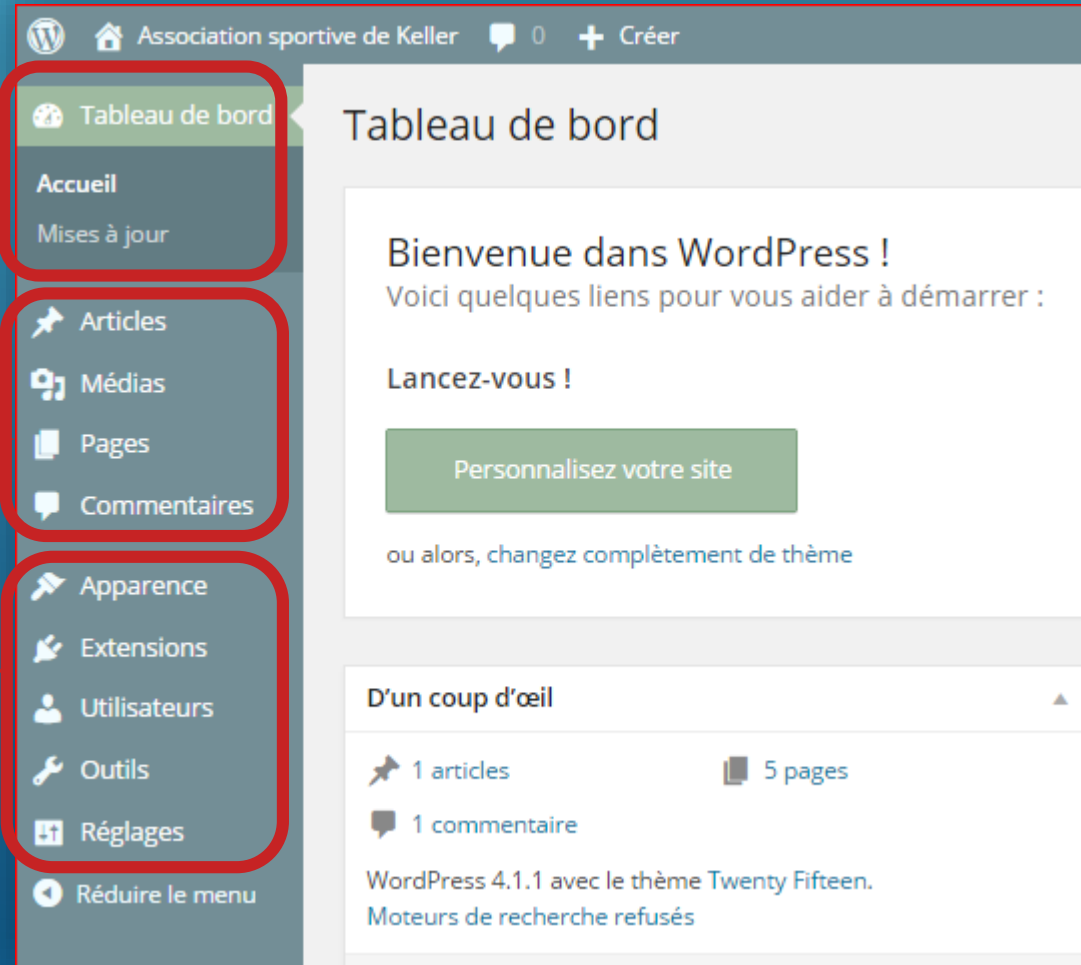 Association sportive de Keller 0 Créer
Tableau de bord
Accueil
Mises à jour
Articles
Médias
Pages
Commentaires
Apparence
Extensions
Utilisateurs
Outils
Réglages
Réduire le menu
Tableau de bord
Bienvenue dans WordPress !
Voici quelques liens pour vous aider à démarrer :
Lancez-vous !
Personnalisez votre site
ou alors, changez complètement de thème
D’un coup d’œil
1 articles 5 pages
1 commentaire
WordPress 4.1.1 avec le thème Twenty Fifteen.
Moteurs de recherche refusés